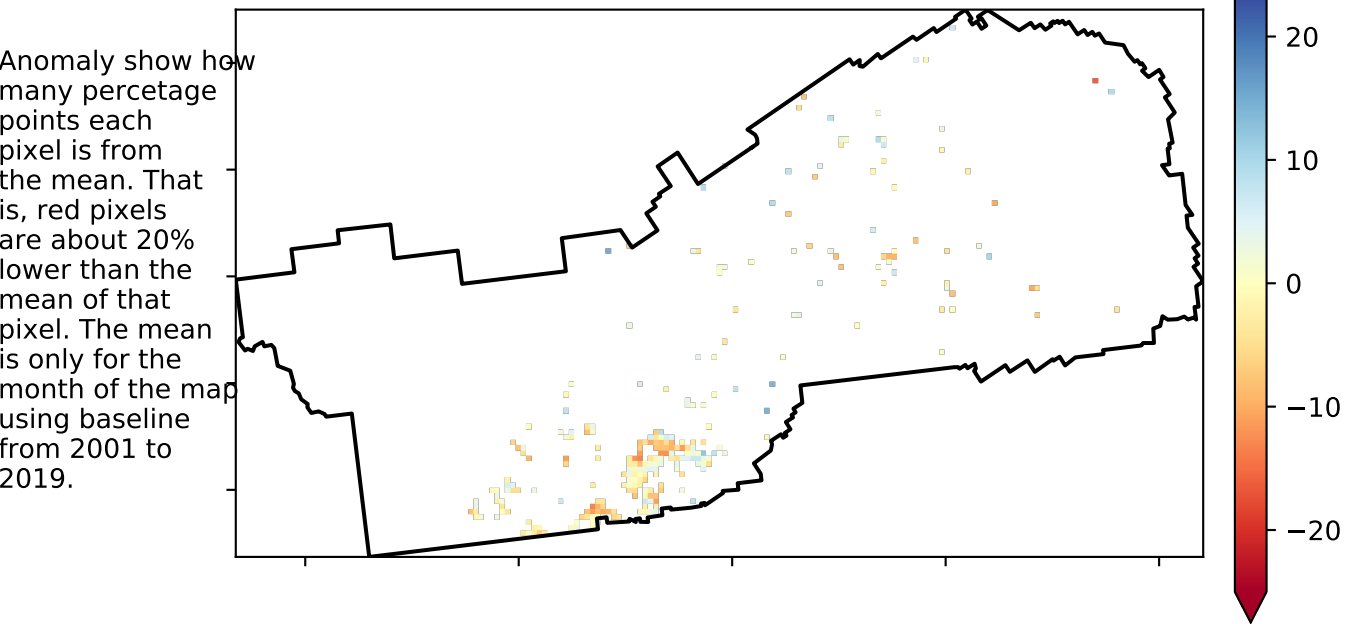 Anomaly show how
many percetage
points each
pixel is from
the mean. That
is, red pixels
are about 20%
lower than the
mean of that
pixel. The mean
is only for the
month of the map
using baseline
from 2001 to
2019.
20
10
0
−10
−20